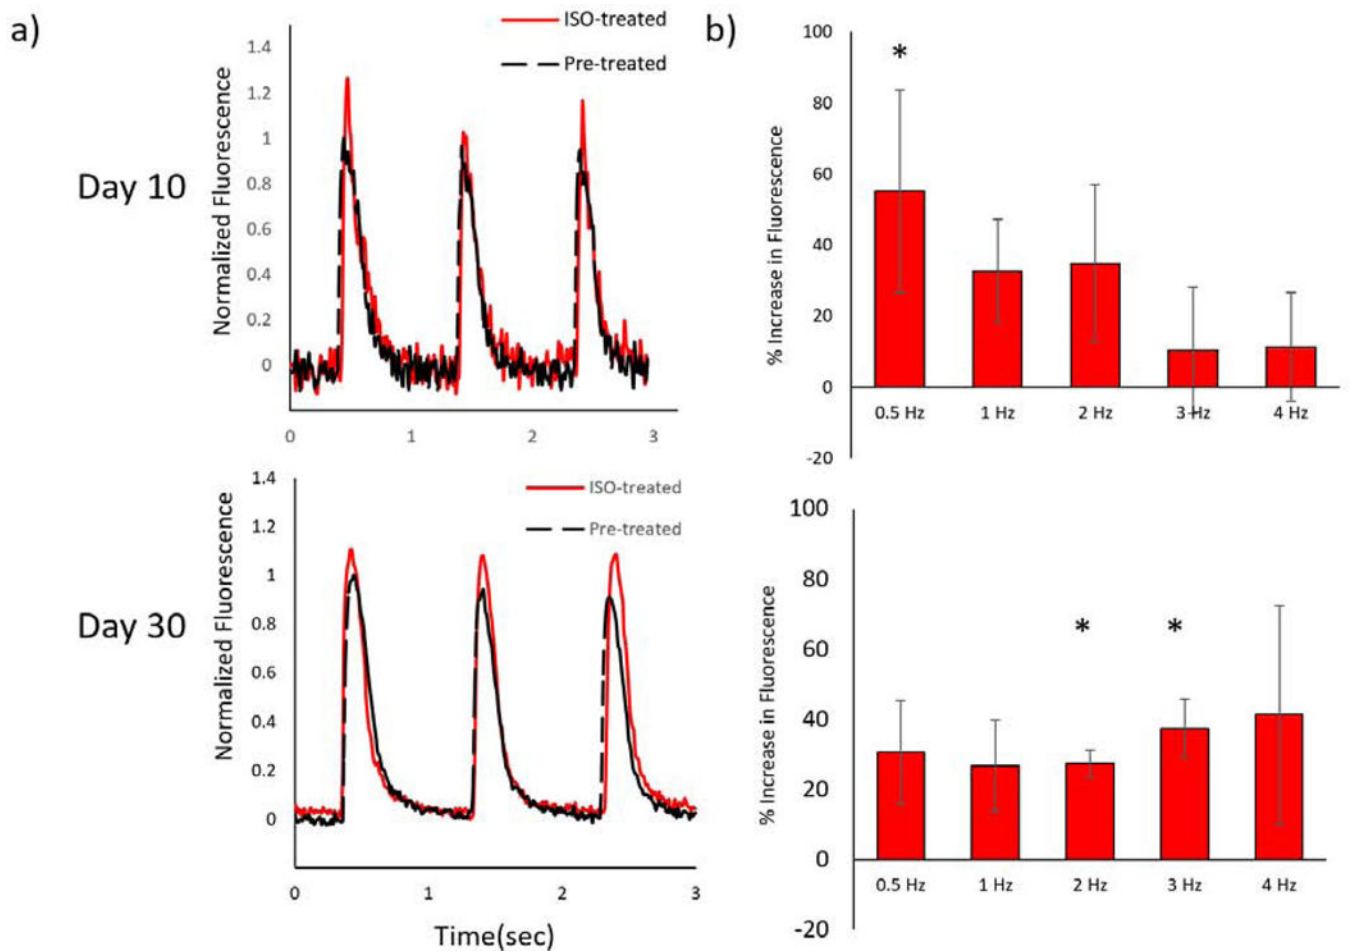 a)
ISO-treated
Pre-treated
Day 10
Normalized Fluorescence
1.4
1.2
1
0.8
0.6
0.4
0.2
0
0 1 2 3
b)
% Increase in Fluorescence
100
80
60
40
20
0
-20
*
0.5 Hz 1 Hz 2 Hz 3 Hz 4 Hz
Day 30
Normalized Fluorescence
1.4
1.2
1
0.8
0.6
0.4
0.2
0
ISO-treated
Pre-treated
0 1 2 3
Time(sec)
% Increase in Fluorescence
100
80
60
40
20
0
-20
* *
0.5 Hz 1 Hz 2 Hz 3 Hz 4 Hz